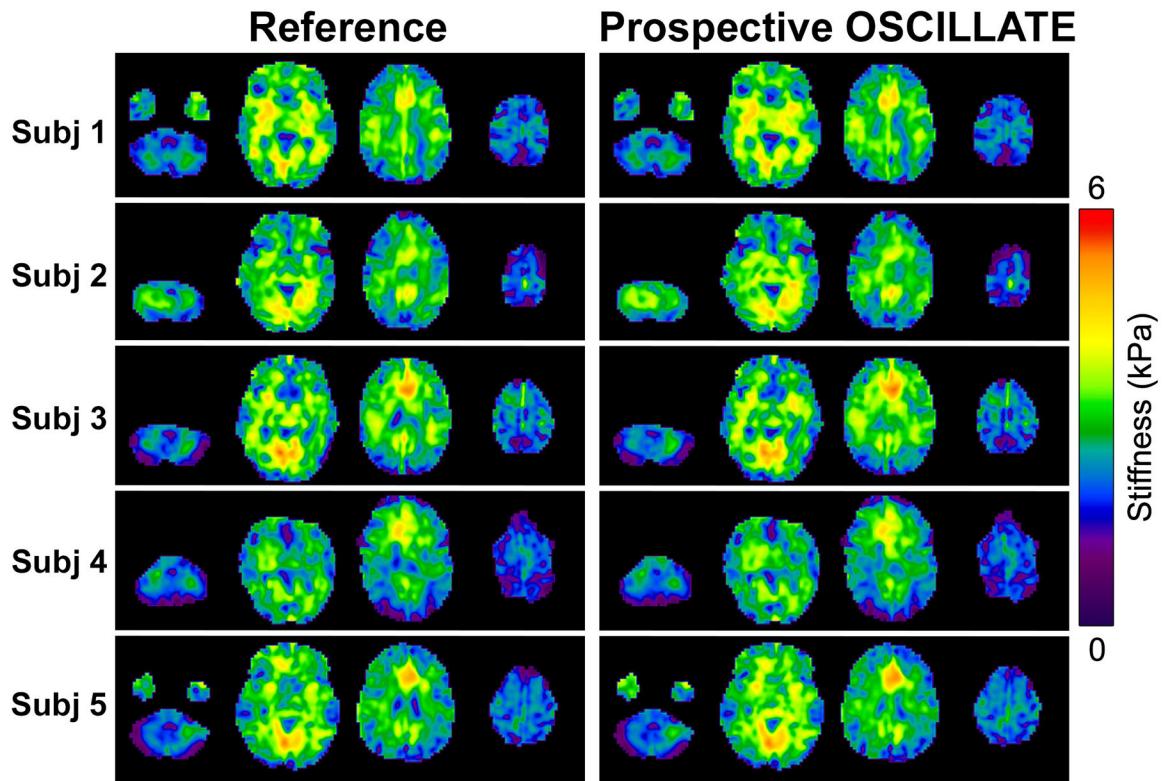 Reference
Prospective OSCILLATE
Subj 1
Subj 2
Subj 3
Subj 4
Subj 5
6
Stiffness (kPa)
0